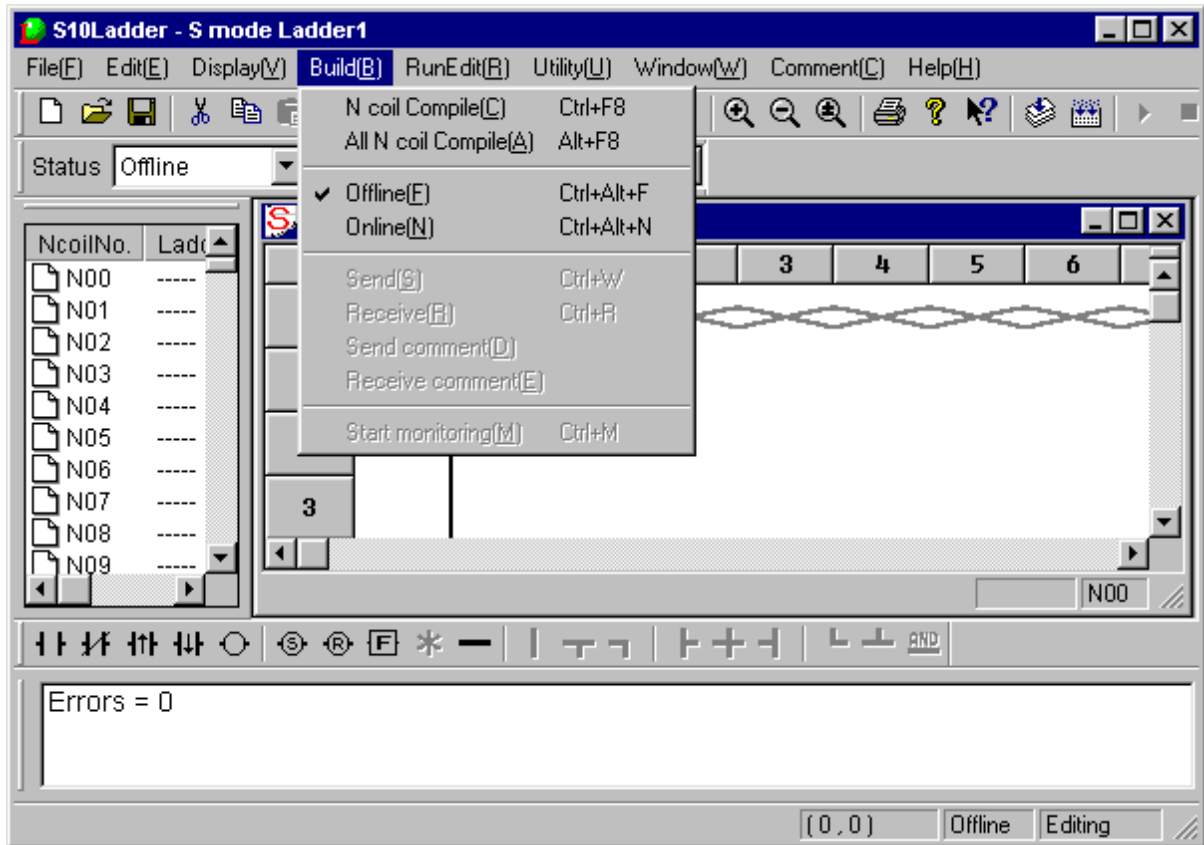 S10Ladder - S mode Ladder1
File(F) Edit(E) Display(V) Build(B) RunEdit(R) Utility(U) Window(W) Comment(C) Help(H)
N coil Compile(C) Ctrl+F8
All N coil Compile(A) Alt+F8
Status Offline
Offline(F) Ctrl+Alt+F
Online(N) Ctrl+Alt+N
Send(S) Ctrl+W
Receive(R) Ctrl+R
Send comment(D)
Receive comment(E)
Start monitoring(M) Ctrl+M
NcoilNo. Ladd
N00 -----
N01 -----
N02 -----
N03 -----
N04 -----
N05 -----
N06 -----
N07 -----
N08 -----
N09 -----
S
3 4 5 6
3
N00
S R F AND
Errors = 0
(0,0) Offline Editing